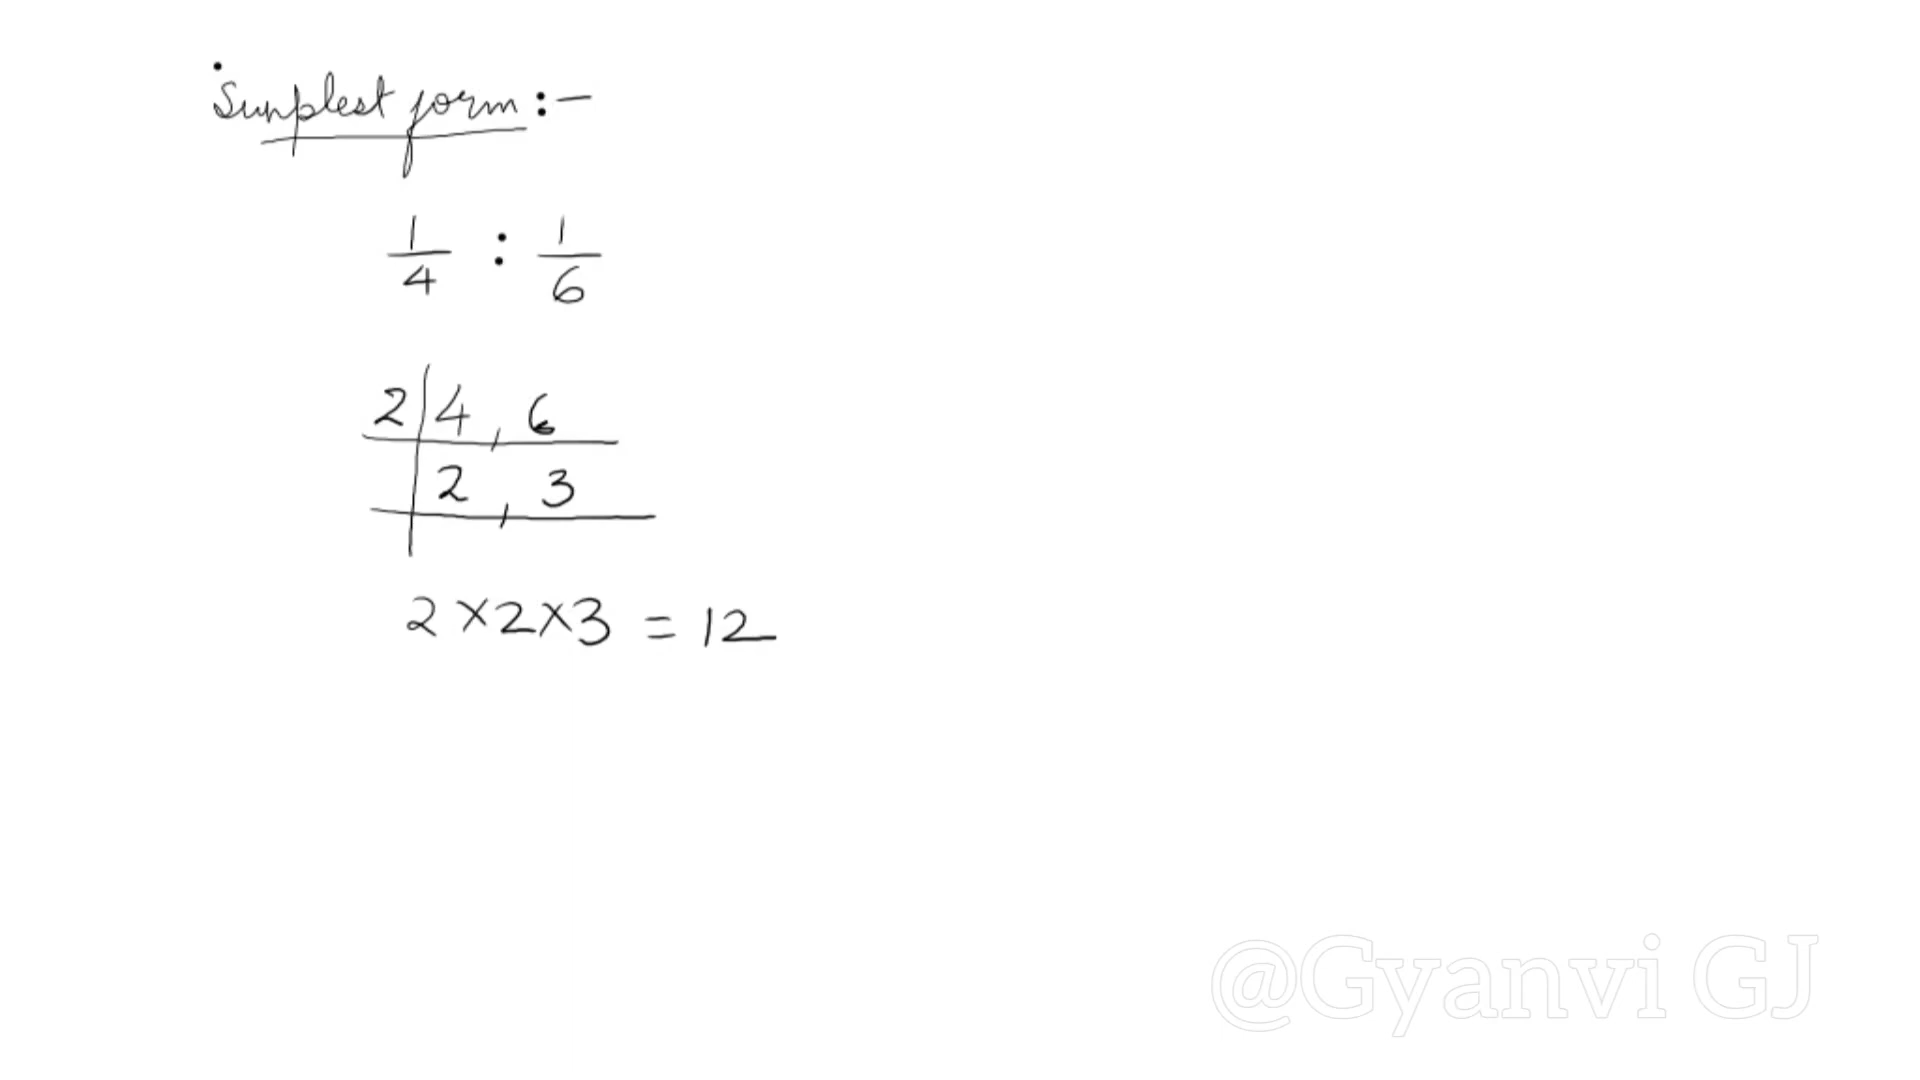 Simplest form :-
1/4 : 1/6
2 | 4 , 6
2 , 3
2 × 2 × 3 = 12
@Gyanvi GJ